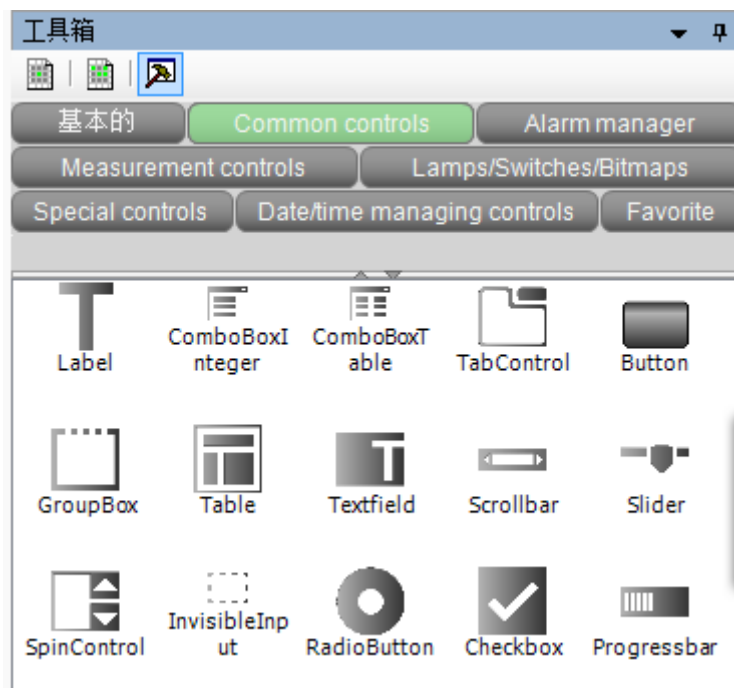 工具箱
基本的 Common controls Alarm manager
Measurement controls Lamps/Switches/Bitmaps
Special controls Date/time managing controls Favorite
Label ComboBoxI
nteger ComboBoxT
able TabControl Button
GroupBox Table Textfield Scrollbar Slider
SpinControl InvisibleInp
ut RadioButton Checkbox Progressbar